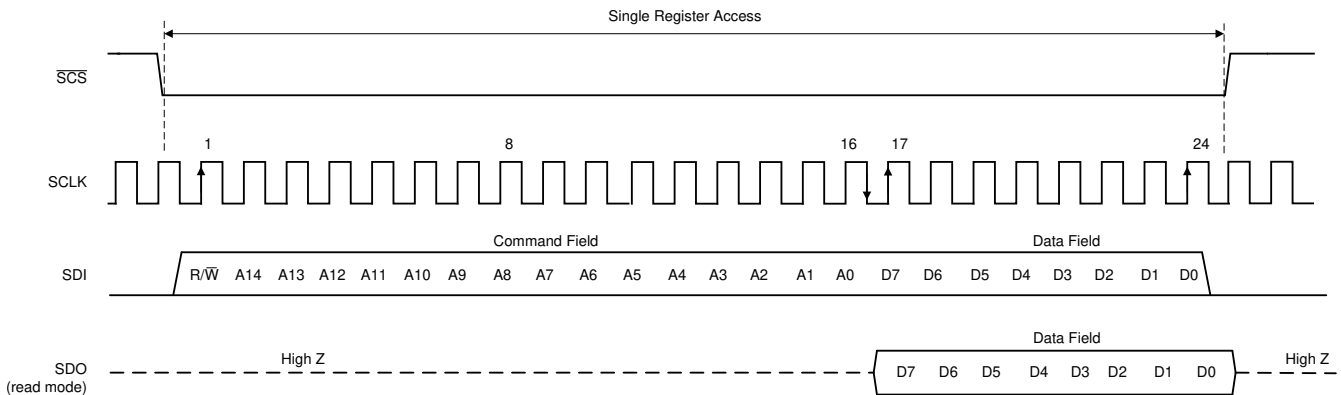 Single Register Access
S̅C̅S̅
1 8 16 17 24
SCLK
Command Field Data Field
SDI R/W̅ A14 A13 A12 A11 A10 A9 A8 A7 A6 A5 A4 A3 A2 A1 A0 D7 D6 D5 D4 D3 D2 D1 D0
Data Field
High Z High Z
SDO
(read mode)
D7 D6 D5 D4 D3 D2 D1 D0